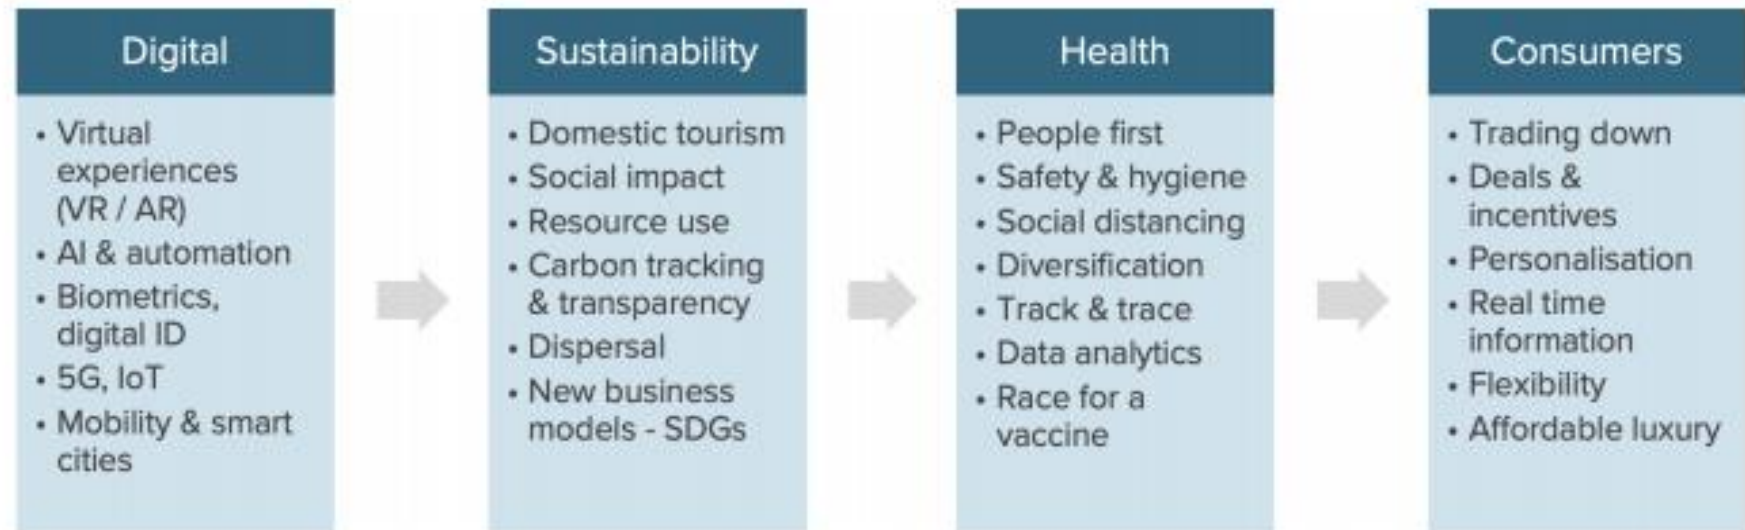 Digital
• Virtual
experiences
(VR / AR)
• AI & automation
• Biometrics,
digital ID
• 5G, IoT
• Mobility & smart
cities
Sustainability
• Domestic tourism
• Social impact
• Resource use
• Carbon tracking
& transparency
• Dispersal
• New business
models - SDGs
Health
• People first
• Safety & hygiene
• Social distancing
• Diversification
• Track & trace
• Data analytics
• Race for a
vaccine
Consumers
• Trading down
• Deals &
incentives
• Personalisation
• Real time
information
• Flexibility
• Affordable luxury